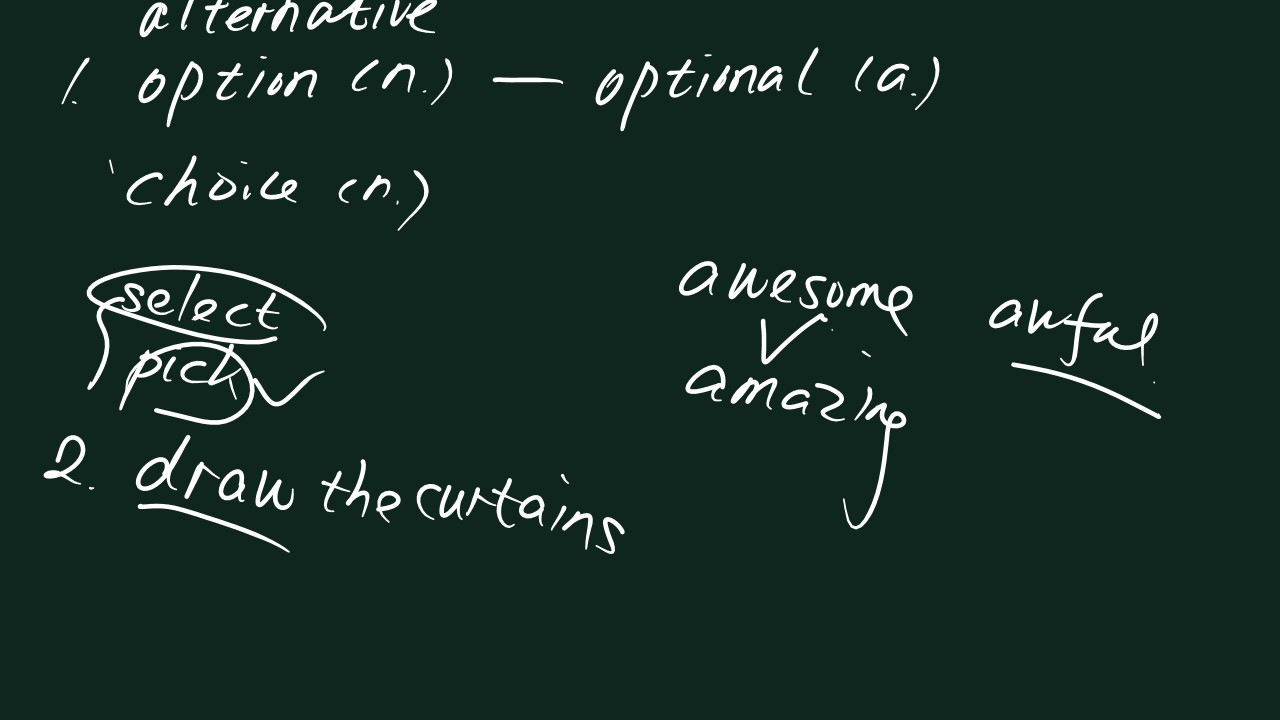 alternative
1. option (n.) — optional (a.)
choice (n.)
select
pick
awesome
amazing
awful
2. draw the curtains